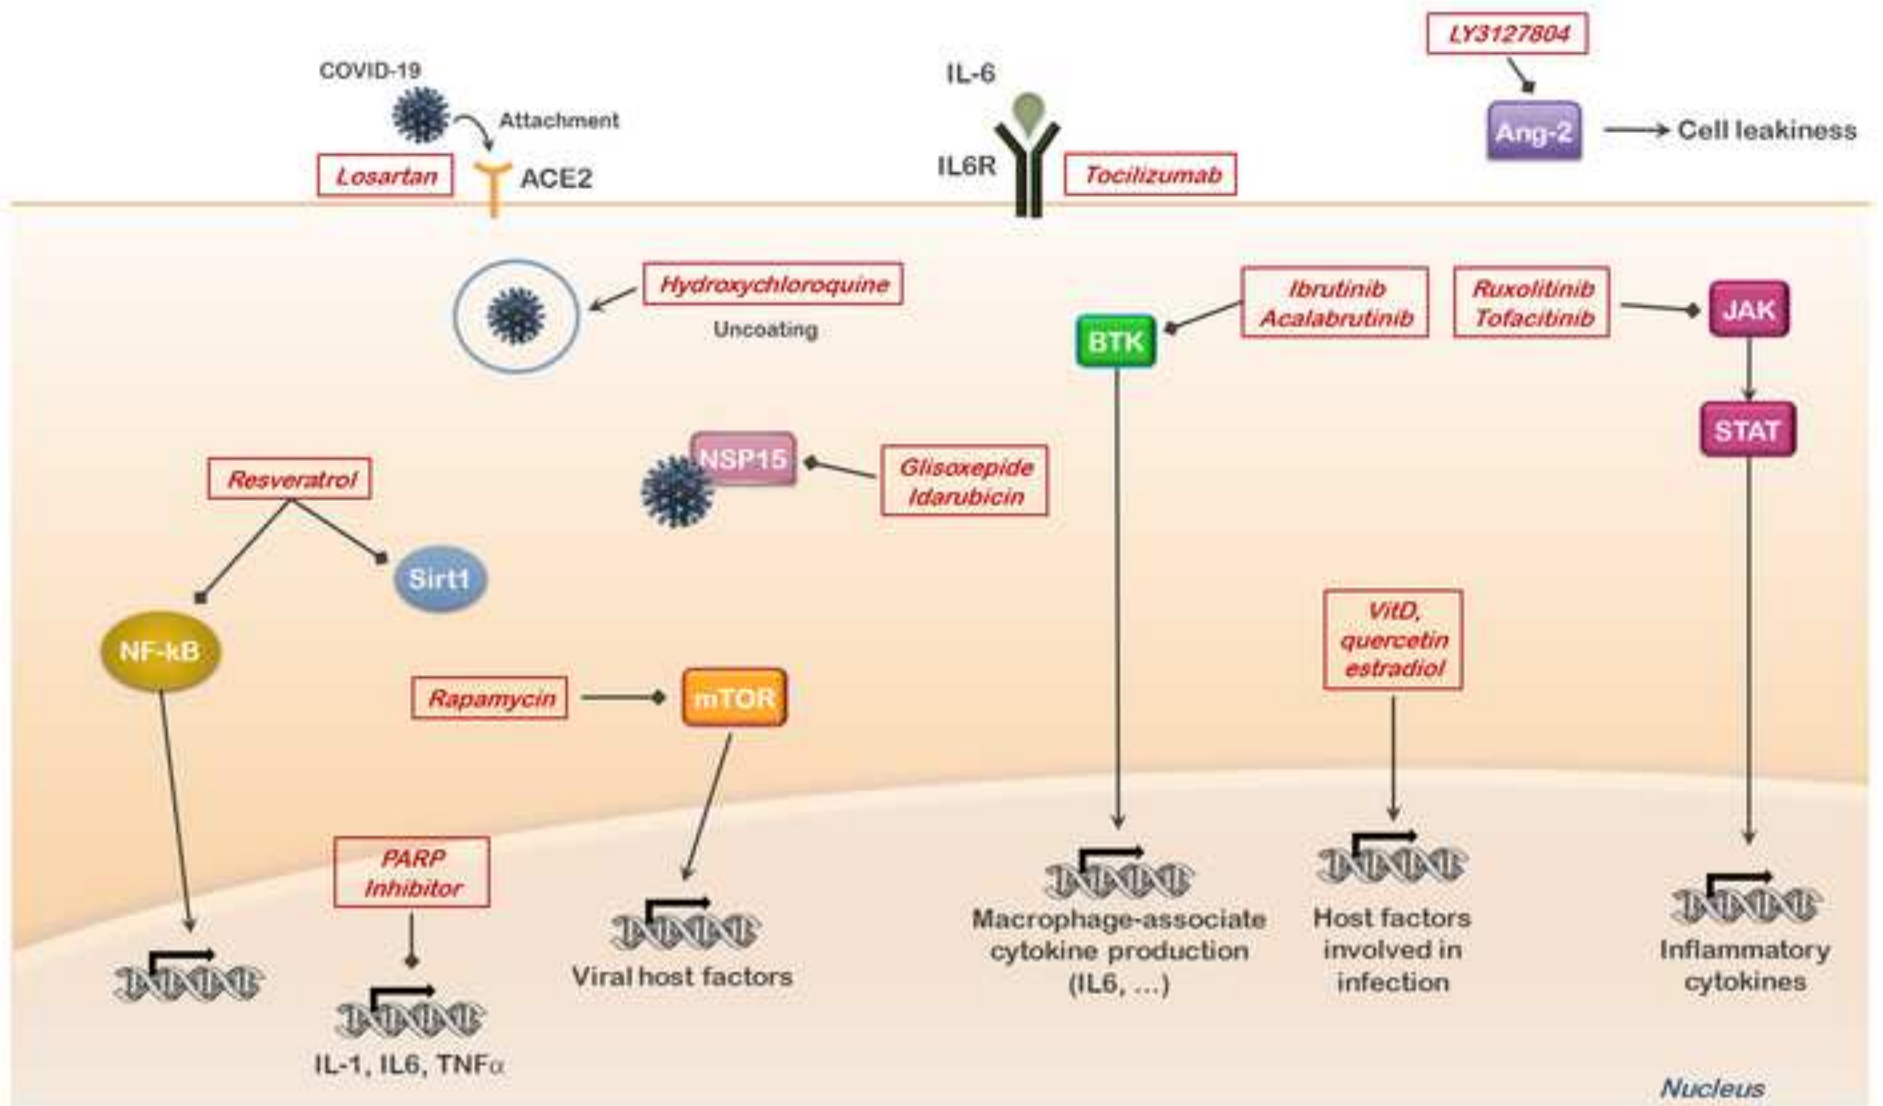 LY3127804
COVID-19
IL-6
Attachment
Ang-2
Cell leakiness
Losartan
ACE2
IL6R
Tocilizumab
Hydroxychloroquine
Uncoating
Ibrutinib
Acalabrutinib
Ruxolitinib
Tofacitinib
JAK
BTK
STAT
NSP15
Glisoxepide
Idarubicin
Resveratrol
Sirt1
NF-kB
VitD,
quercetin
estradiol
Rapamycin
mTOR
PARP
Inhibitor
Viral host factors
Macrophage-associate
cytokine production
(IL6, ...)
Host factors
involved in
infection
Inflammatory
cytokines
IL-1, IL6, TNFα
Nucleus